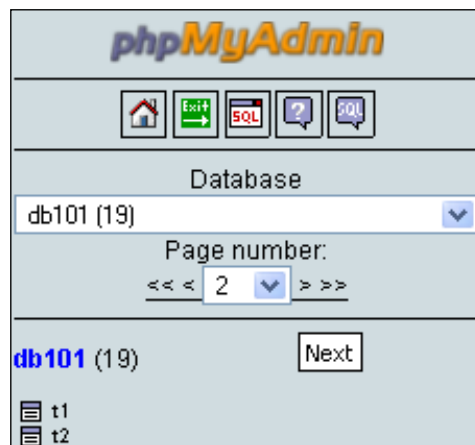 phpMyAdmin
Exit SQL ? SQL
Database
db101 (19)
Page number:
<< < 2 > >>
db101 (19) Next
t1
t2